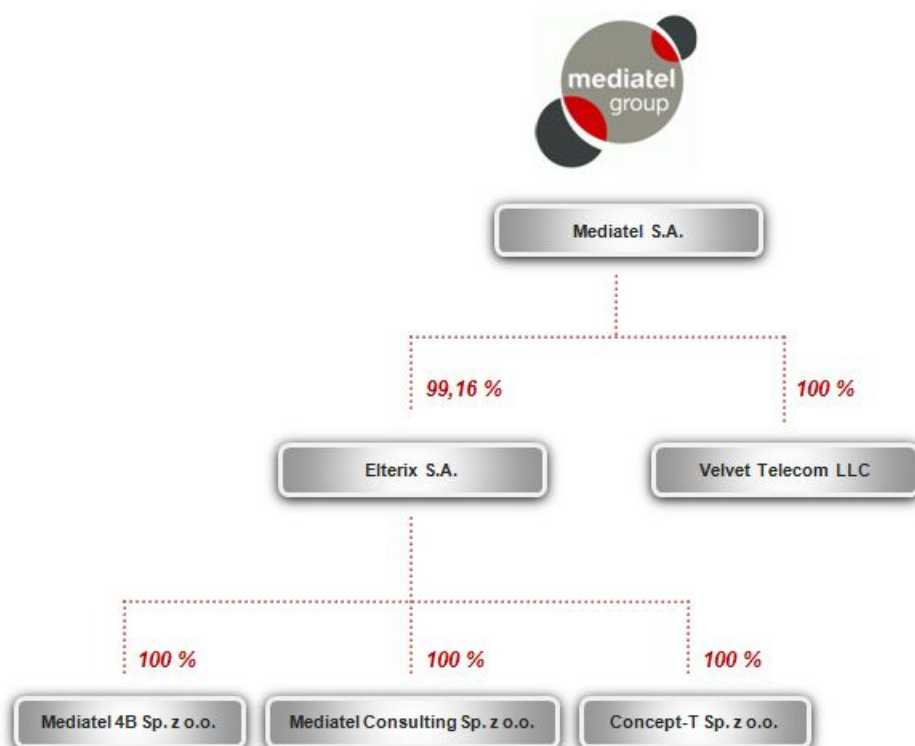 mediatel
group
Mediatel S.A.
99,16 %
100 %
Elterix S.A.
Velvet Telecom LLC
100 %
100 %
100 %
Mediatel 4B Sp. z o.o.
Mediatel Consulting Sp. z o.o.
Concept-T Sp. z o.o.